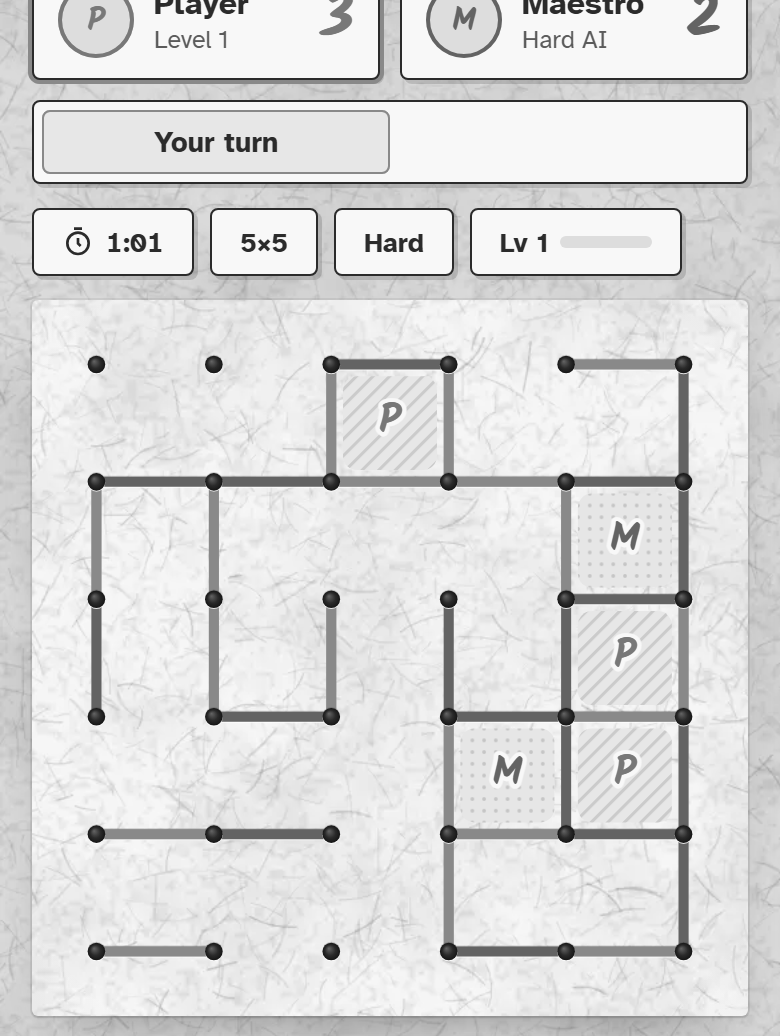 P Player 3 M Maestro 2
Level 1 Hard AI
Your turn
1:01 5×5 Hard Lv 1
P
M
P
M P